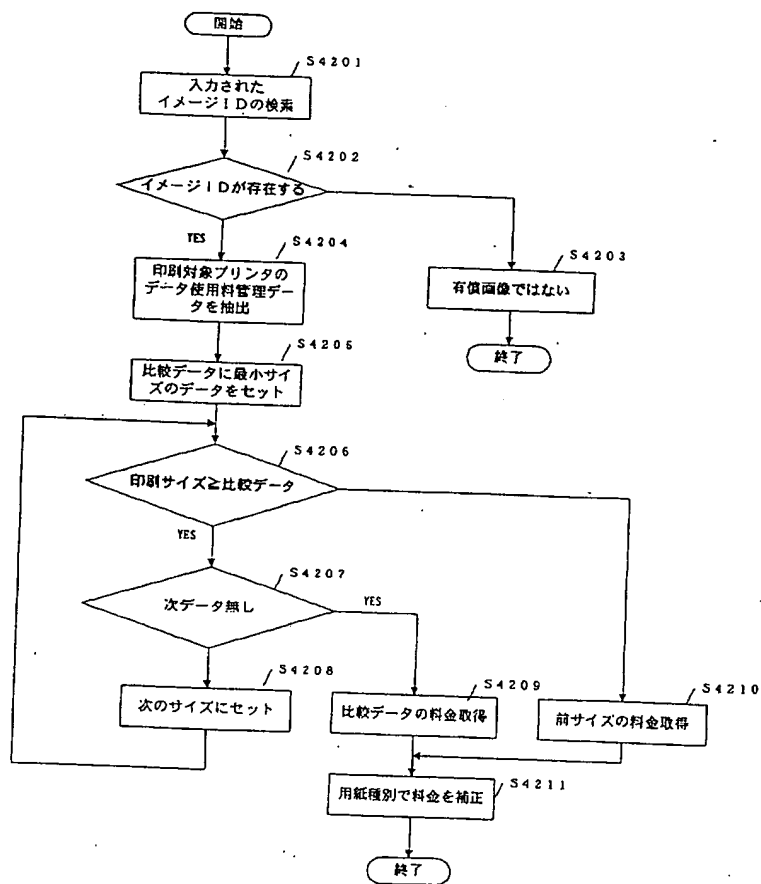 開始
S4201
入力された
イメージIDの検索
S4202
イメージIDが存在する
YES
S4204
印刷対象プリンタの
データ使用料管理デー
タを抽出
S4203
有償画像ではない
終了
S4205
比較データに最小サイ
ズのデータをセット
S4206
印刷サイズ≧比較データ
YES
S4207
次データ無し
YES
S4208
次のサイズにセット
S4209
比較データの料金取得
S4210
前サイズの料金取得
S4211
用紙種別で料金を補正
終了